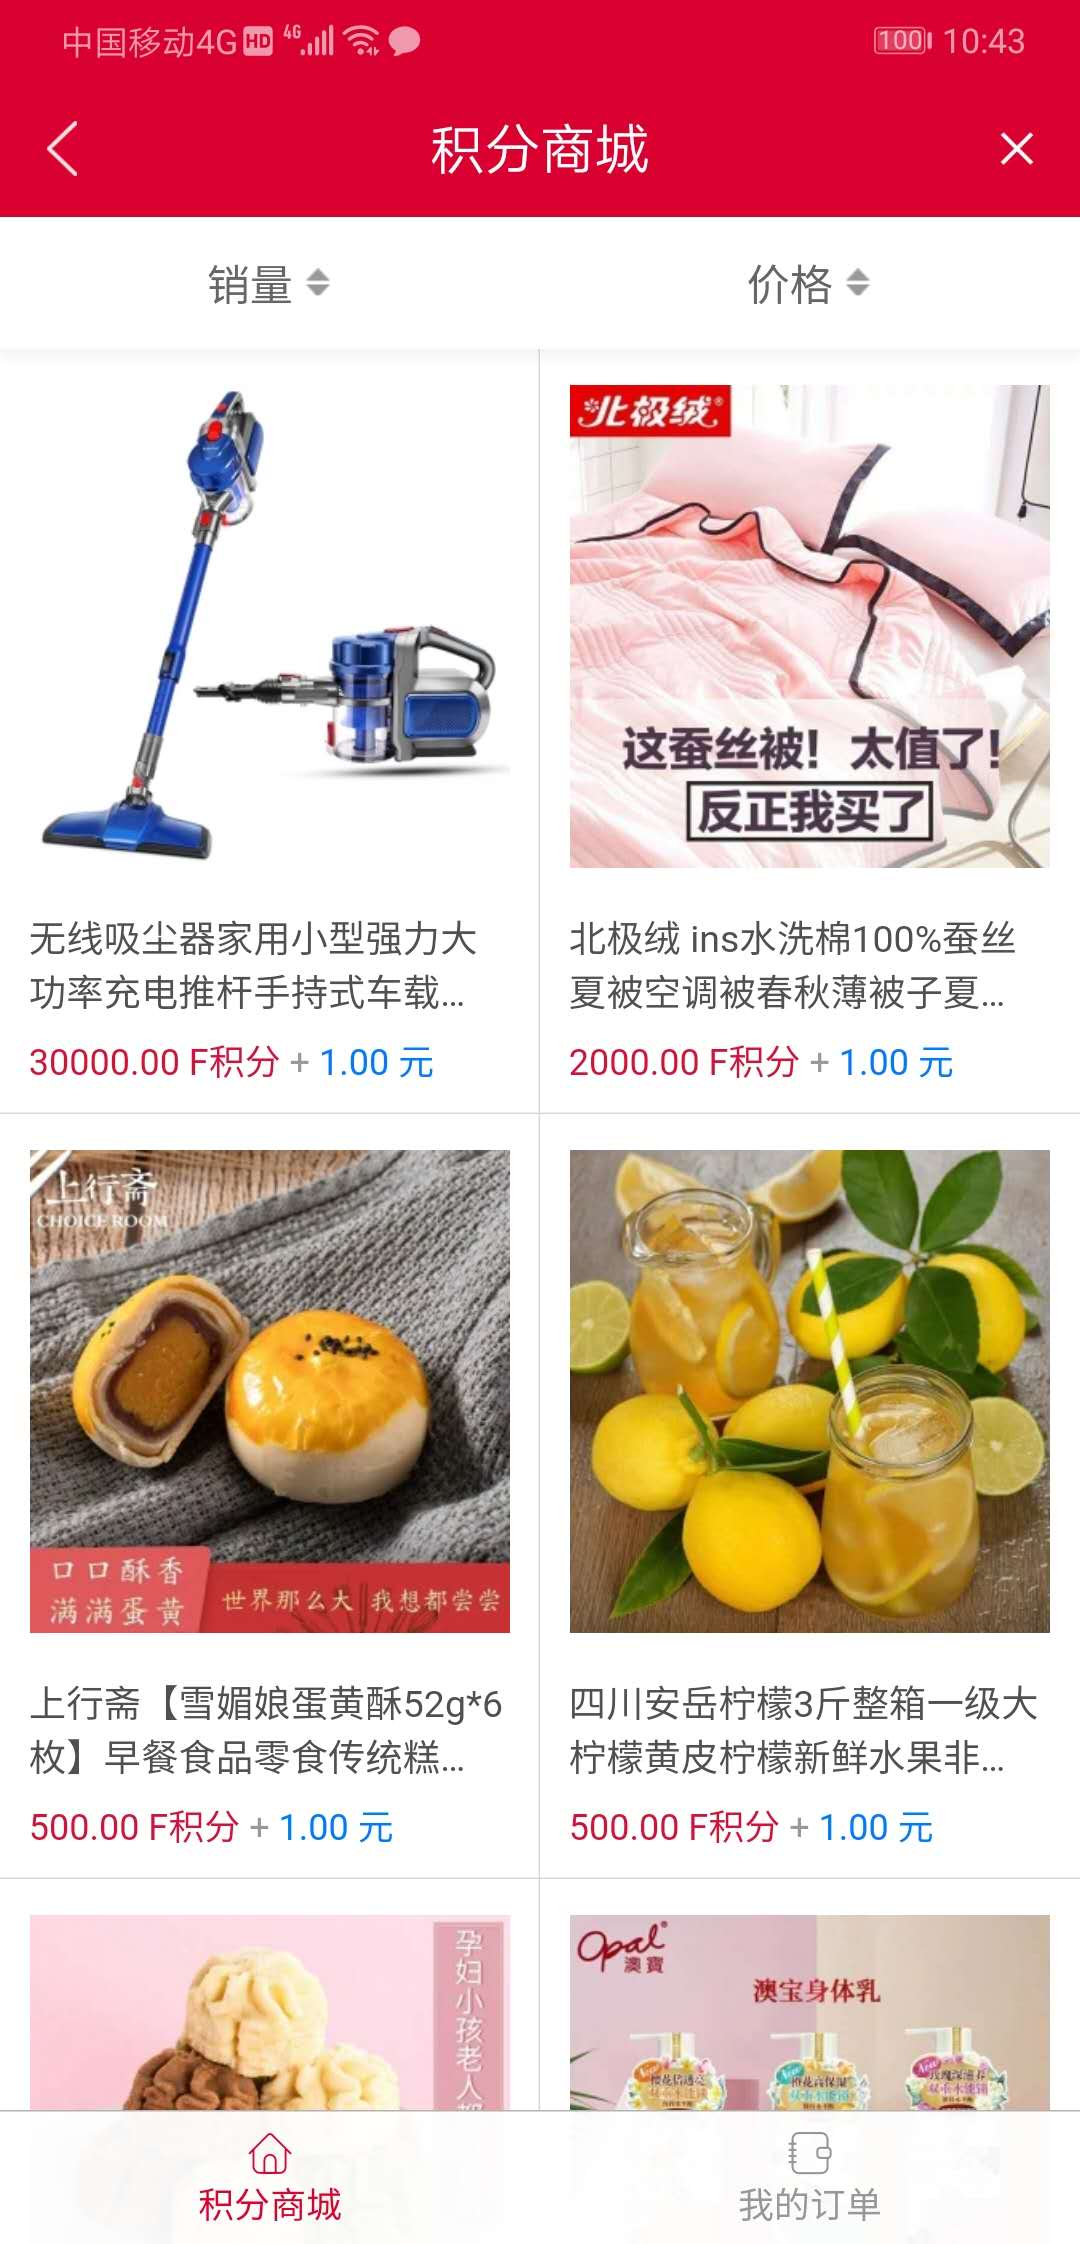 中国移动4G HD 4G 100 10:43
积分商城
销量 价格
北极绒®
这蚕丝被！太值了！
反正我买了
无线吸尘器家用小型强力大
功率充电推杆手持式车载...
30000.00 F积分 + 1.00 元
北极绒 ins水洗棉100%蚕丝
夏被空调被春秋薄被子夏...
2000.00 F积分 + 1.00 元
上行斋
CHOICE ROOM
口口酥香
满满蛋黄
世界那么大 我想都尝尝
上行斋【雪媚娘蛋黄酥52g*6
枚】早餐食品零食传统糕...
500.00 F积分 + 1.00 元
四川安岳柠檬3斤整箱一级大
柠檬黄皮柠檬新鲜水果非...
500.00 F积分 + 1.00 元
孕妇小孩老人都
Opal®
澳寶
澳宝身体乳
New
New
New
积分商城
我的订单